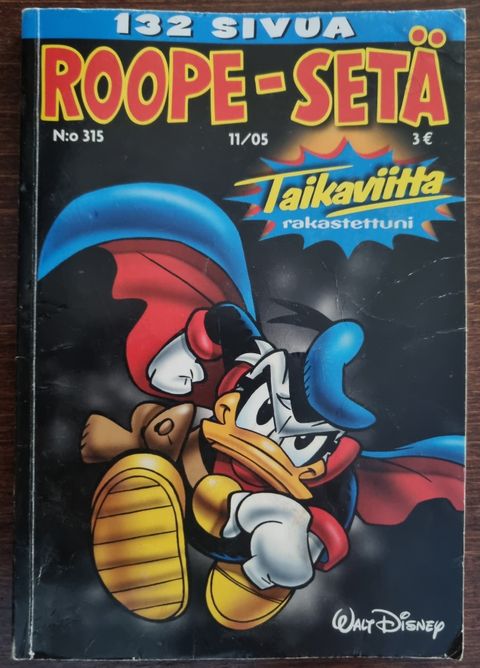 132 SIVUA
ROOPE-SETÄ
N:o 315 11/05 3 €
Taikaviitta
rakastettuni
WALT DISNEY